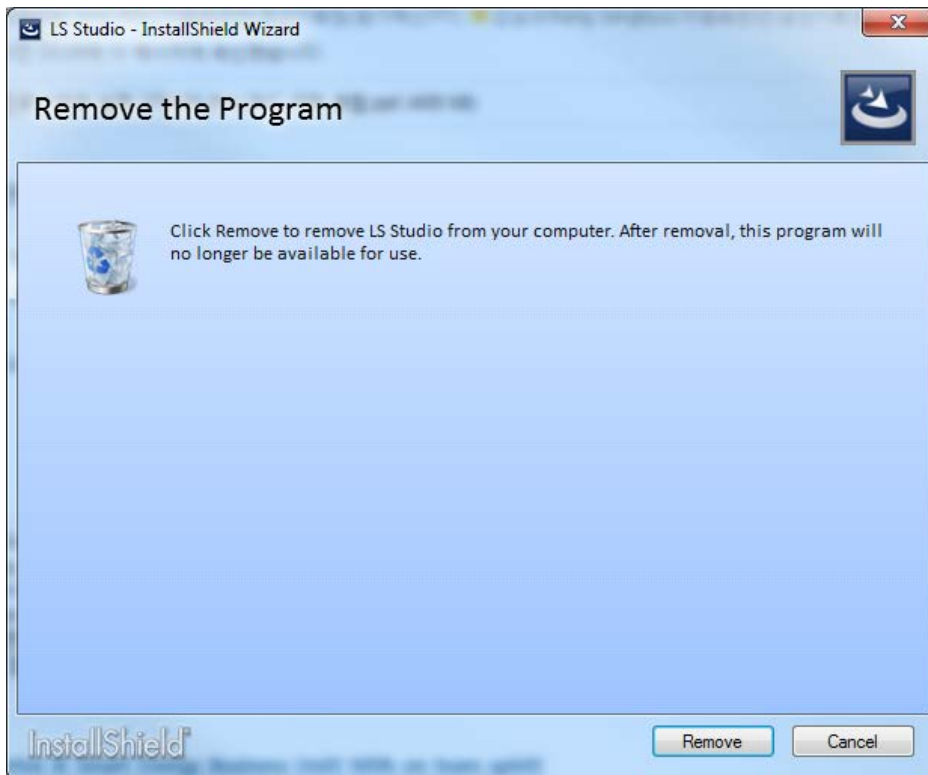 LS Studio - InstallShield Wizard
Remove the Program
Click Remove to remove LS Studio from your computer. After removal, this program will
no longer be available for use.
InstallShield
Remove
Cancel